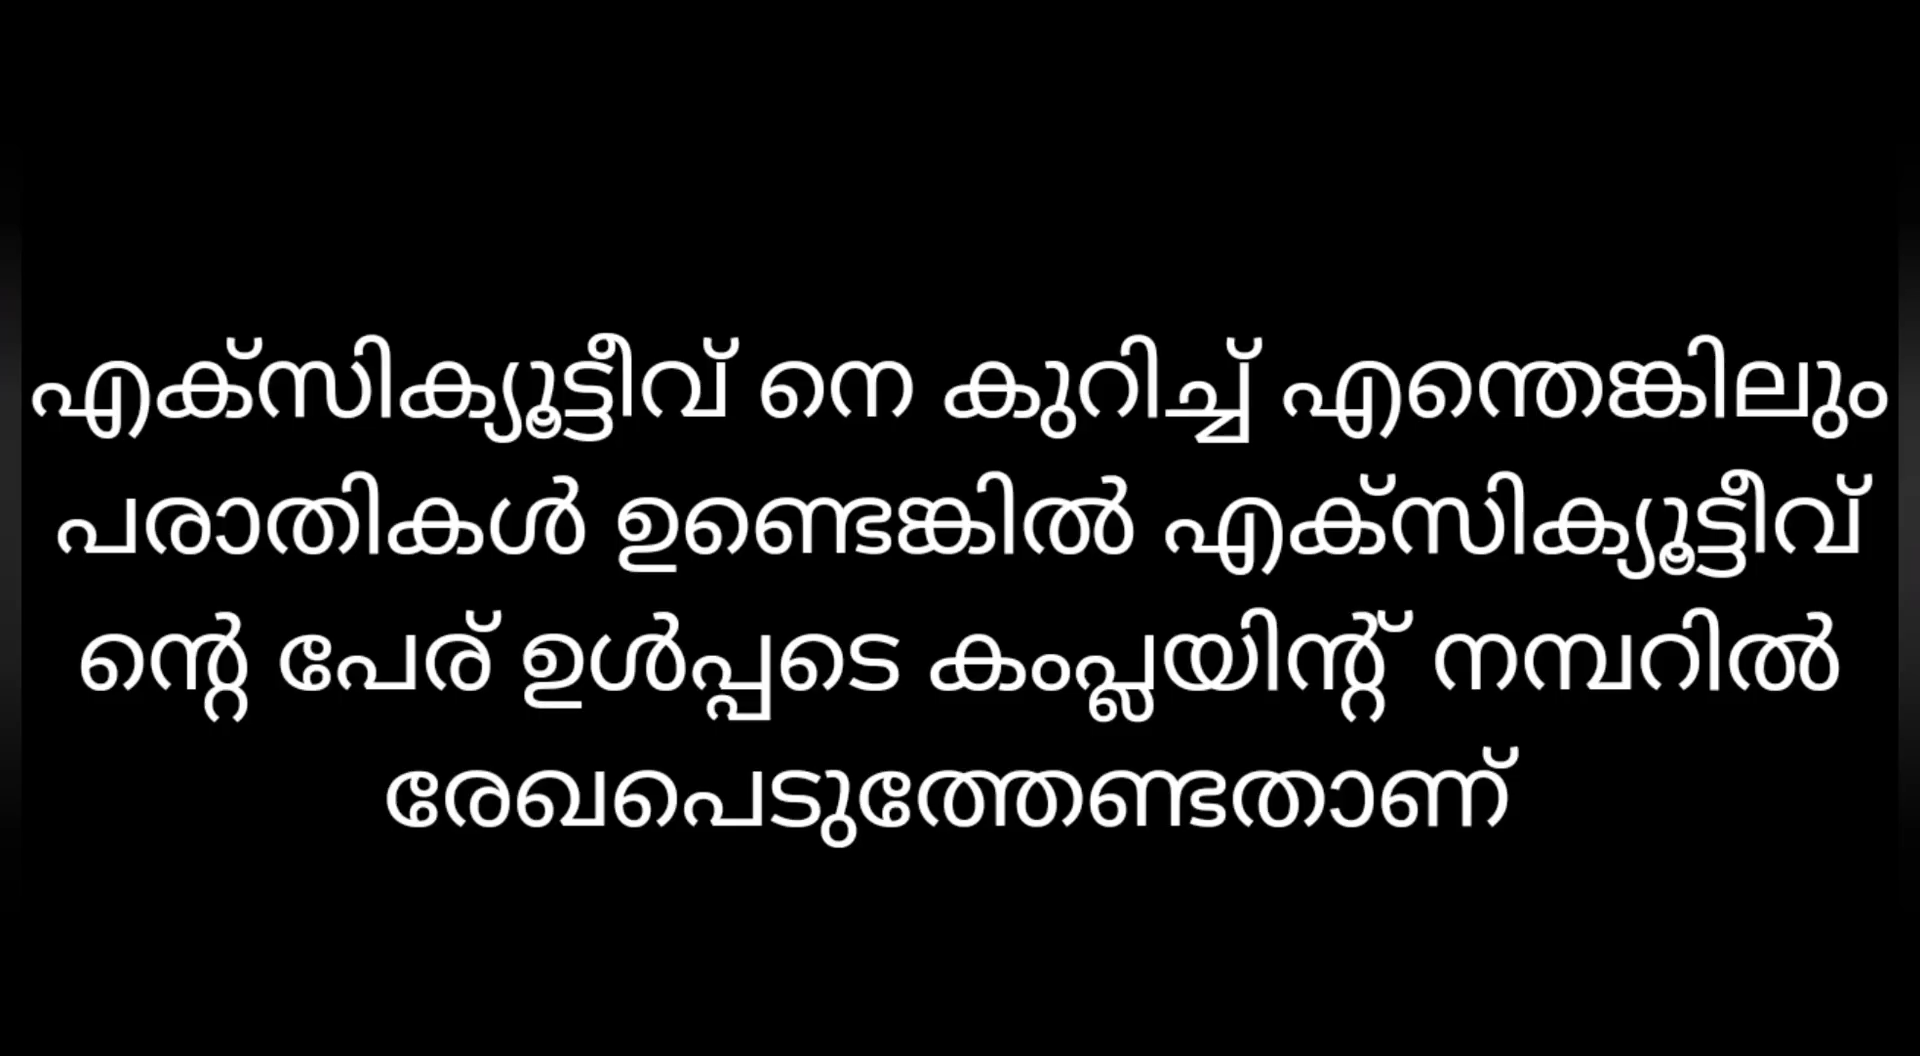 എക്സിക്യൂട്ടീവ് നെ കുറിച്ച് എന്തെങ്കിലും
പരാതികൾ ഉണ്ടെങ്കിൽ എക്സിക്യൂട്ടീവ്
ന്റെ പേര് ഉൾപ്പടെ കംപ്ലയിന്റ് നമ്പറിൽ
രേഖപെടുത്തേണ്ടതാണ്